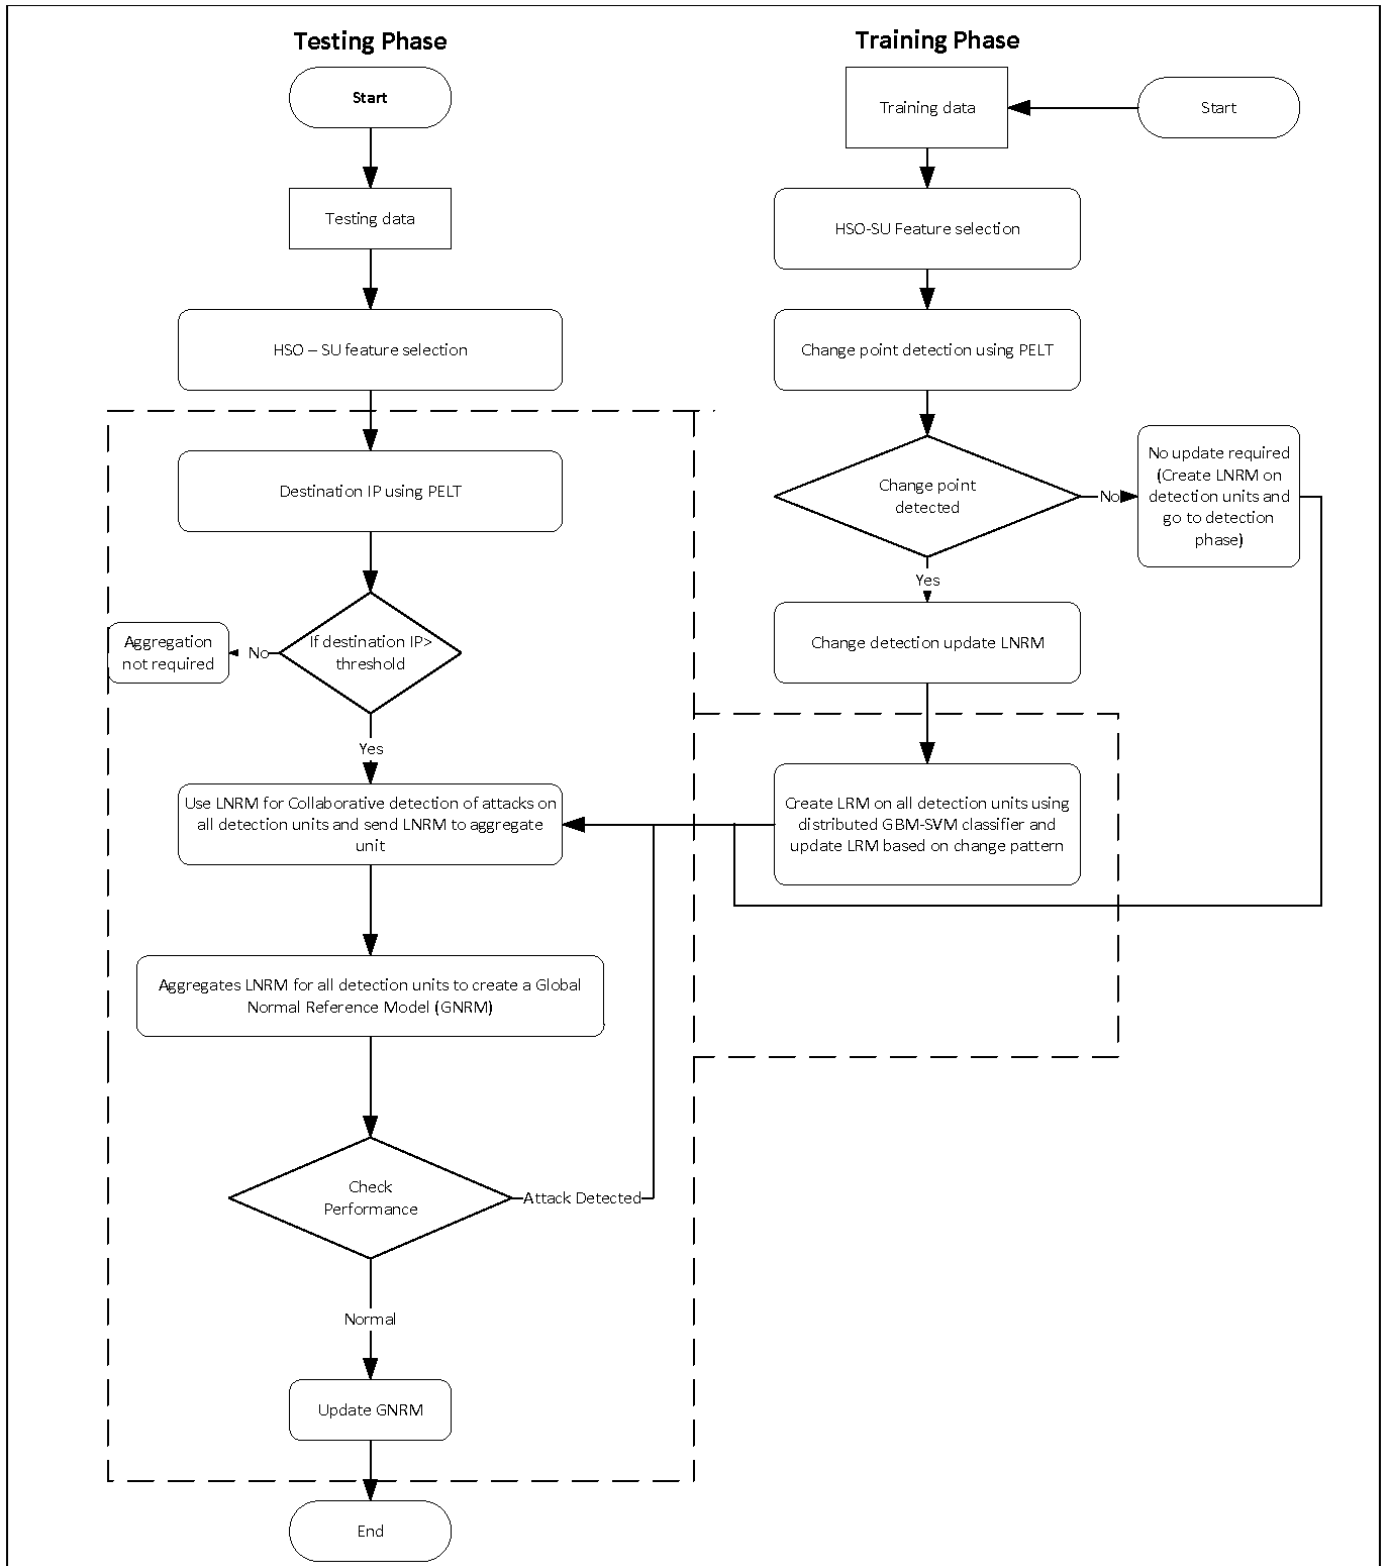 Testing Phase
Start
Testing data
HSO – SU feature selection
Destination IP using PELT
If destination IP>
threshold
No
Aggregation
not required
Yes
Use LNRM for Collaborative detection of attacks on
all detection units and send LNRM to aggregate
unit
Aggregates LNRM for all detection units to create a Global
Normal Reference Model (GNRM)
Check
Performance
Attack Detected
Normal
Update GNRM
End
Training Phase
Start
Training data
HSO-SU Feature selection
Change point detection using PELT
Change point
detected
No
No update required
(Create LNRM on
detection units and
go to detection
phase)
Yes
Change detection update LNRM
Create LRM on all detection units using
distributed GBM-SVM classifier and
update LRM based on change pattern